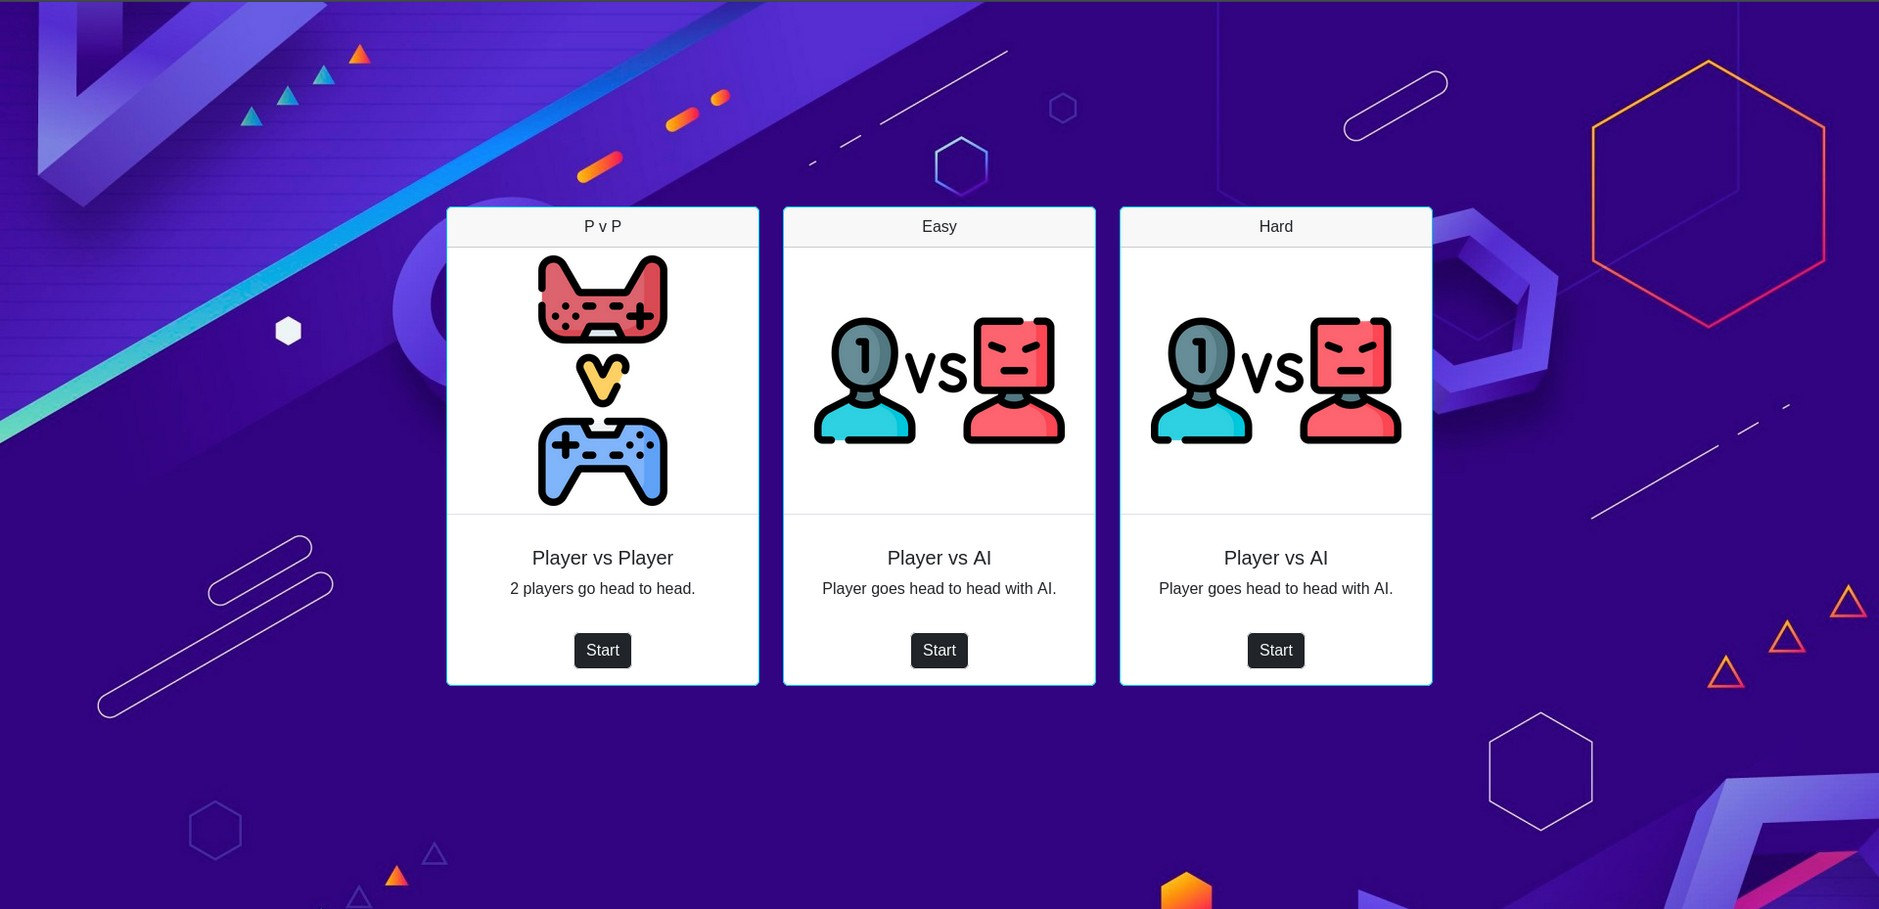 P v P
V
Player vs Player
2 players go head to head.
Start
Easy
1 VS
Player vs AI
Player goes head to head with AI.
Start
Hard
1 VS
Player vs AI
Player goes head to head with AI.
Start